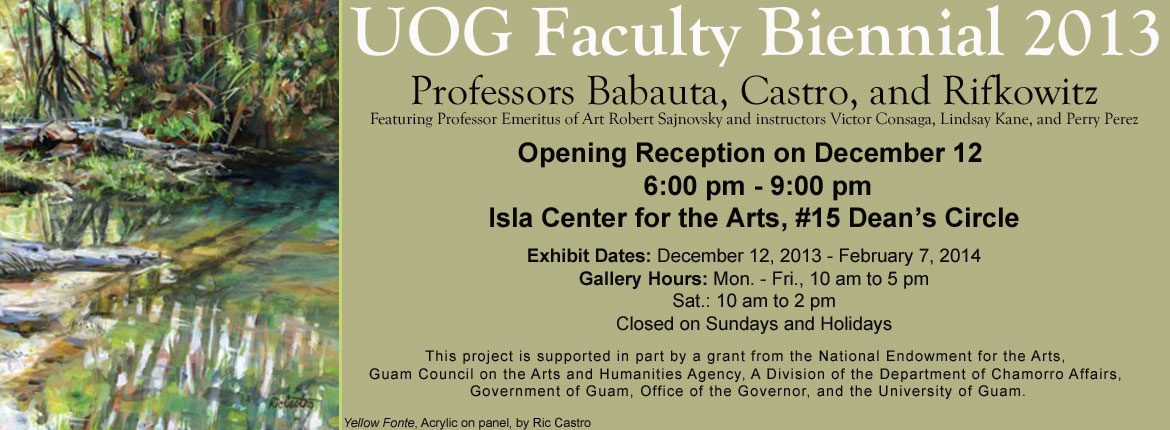 UOG Faculty Biennial 2013
Professors Babauta, Castro, and Rifkowitz
Featuring Professor Emeritus of Art Robert Sajnovsky and instructors Victor Consaga, Lindsay Kane, and Perry Perez
Opening Reception on December 12
6:00 pm - 9:00 pm
Isla Center for the Arts, #15 Dean's Circle
Exhibit Dates: December 12, 2013 - February 7, 2014
Gallery Hours: Mon. - Fri., 10 am to 5 pm
Sat.: 10 am to 2 pm
Closed on Sundays and Holidays
This project is supported in part by a grant from the National Endowment for the Arts,
Guam Council on the Arts and Humanities Agency, A Division of the Department of Chamorro Affairs,
Government of Guam, Office of the Governor, and the University of Guam.
Yellow Fonte, Acrylic on panel, by Ric Castro